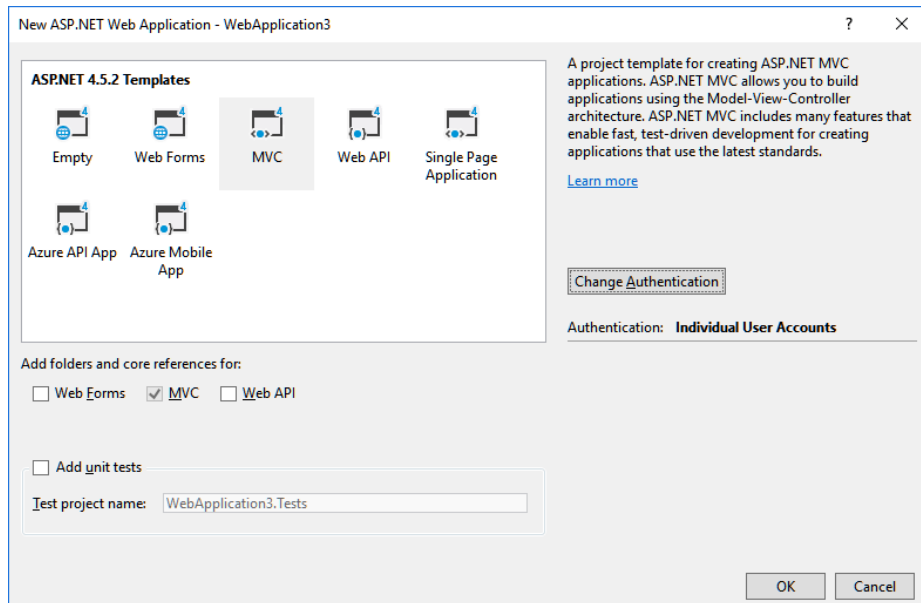 New ASP.NET Web Application - WebApplication3
? X
ASP.NET 4.5.2 Templates
4 4 4 4 4
Empty Web Forms MVC Web API Single Page
Application
4 4
Azure API App Azure Mobile
App
A project template for creating ASP.NET MVC
applications. ASP.NET MVC allows you to build
applications using the Model-View-Controller
architecture. ASP.NET MVC includes many features that
enable fast, test-driven development for creating
applications that use the latest standards.
Learn more
Change Authentication
Authentication: Individual User Accounts
Add folders and core references for:
Web Forms MVC Web API
Add unit tests
Test project name: WebApplication3.Tests
OK Cancel